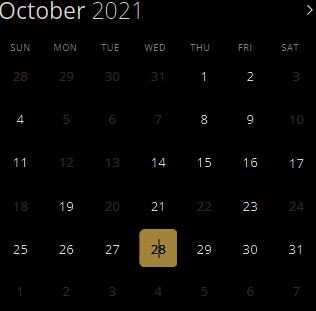 October 2021
SUN MON TUE WED THU FRI SAT
28 29 30 31 1 2 3
4 5 6 7 8 9 10
11 12 13 14 15 16 17
18 19 20 21 22 23 24
25 26 27 28 29 30 31
1 2 3 4 5 6 7